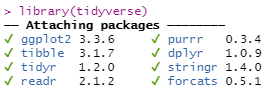 > library(tidyverse)
── Attaching packages ────────
✔ ggplot2 3.3.6 ✔ purrr 0.3.4
✔ tibble 3.1.7 ✔ dplyr 1.0.9
✔ tidyr 1.2.0 ✔ stringr 1.4.0
✔ readr 2.1.2 ✔ forcats 0.5.1